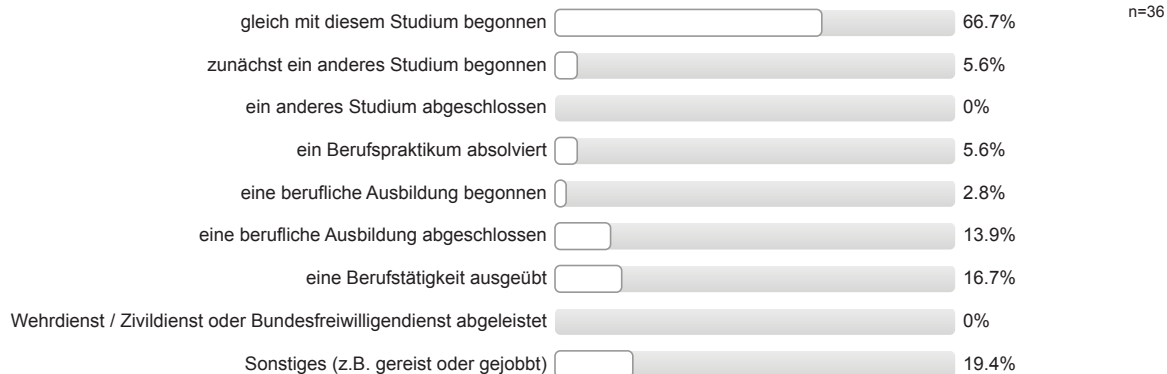 n=36
gleich mit diesem Studium begonnen 66.7%
zunächst ein anderes Studium begonnen 5.6%
ein anderes Studium abgeschlossen 0%
ein Berufspraktikum absolviert 5.6%
eine berufliche Ausbildung begonnen 2.8%
eine berufliche Ausbildung abgeschlossen 13.9%
eine Berufstätigkeit ausgeübt 16.7%
Wehrdienst / Zivildienst oder Bundesfreiwilligendienst abgeleistet 0%
Sonstiges (z.B. gereist oder gejobbt) 19.4%